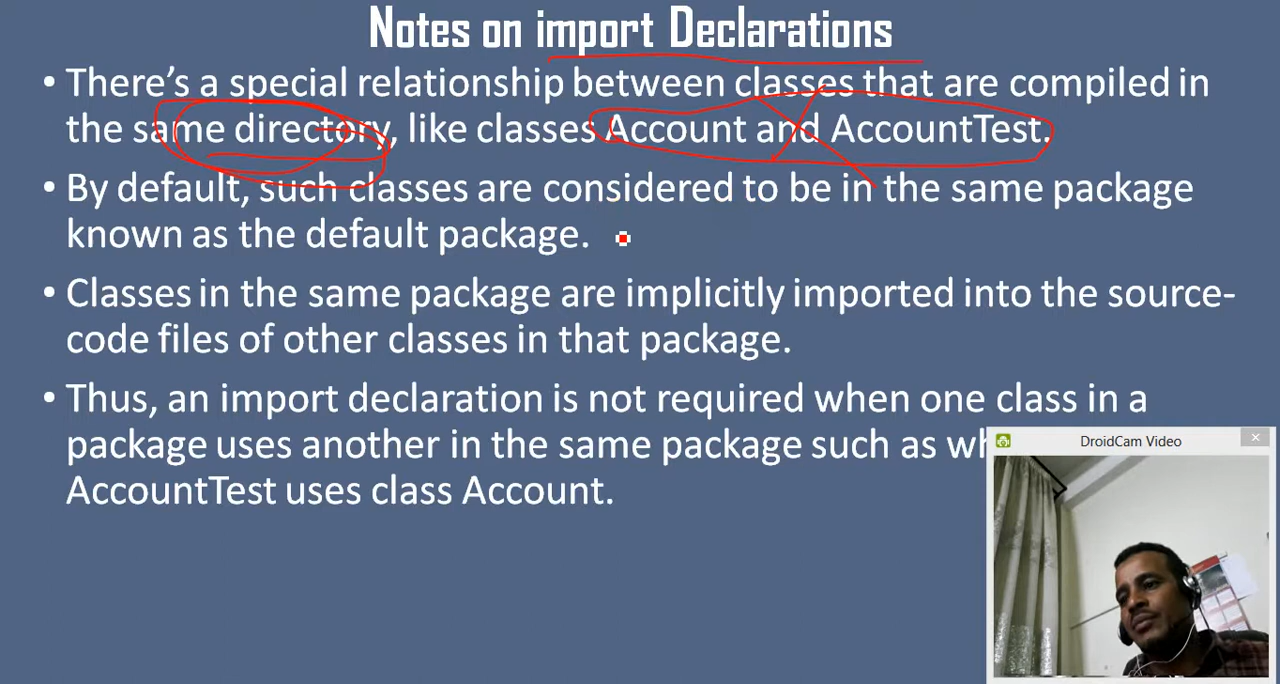 Notes on import Declarations
• There's a special relationship between classes that are compiled in
the same directory, like classes Account and AccountTest.
• By default, such classes are considered to be in the same package
known as the default package.
• Classes in the same package are implicitly imported into the source-
code files of other classes in that package.
• Thus, an import declaration is not required when one class in a
package uses another in the same package such as
AccountTest uses class Account.
DroidCam Video